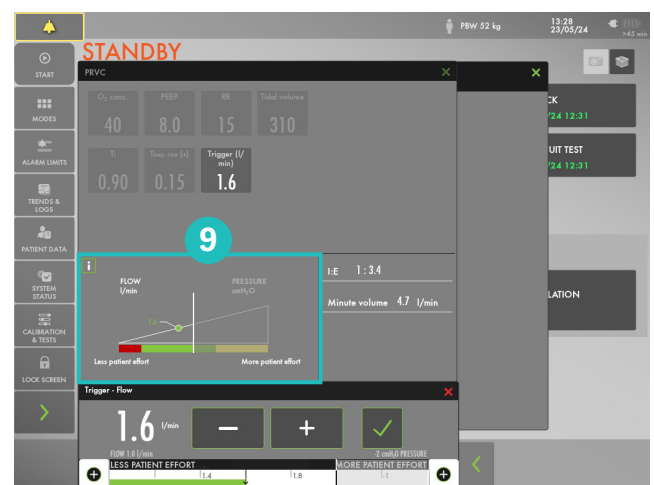 PBW 52 kg
13:28
23/05/24
>45 min
START
STANDBY
PRVC
O₂ conc.
PEEP
RR
Tidal volume
40
8.0
15
310
MODES
CK
/24 12:31
ALARM LIMITS
Ti
Tinsp. rise (s)
Trigger (l/
min)
0.90
0.15
1.6
UIT TEST
/24 12:31
TRENDS &
LOGS
PATIENT DATA
9
i
FLOW
l/min
PRESSURE
cmH₂O
1.6
Less patient effort
More patient effort
I:E 1 : 3.4
Minute volume 4.7 l/min
SYSTEM
STATUS
LATION
CALIBRATION
& TESTS
LOCK SCREEN
Trigger - Flow
1.6 l/min
FLOW 1.0 l/min
-2 cmH₂O PRESSURE
LESS PATIENT EFFORT
MORE PATIENT EFFORT
1.4
1.8
-1